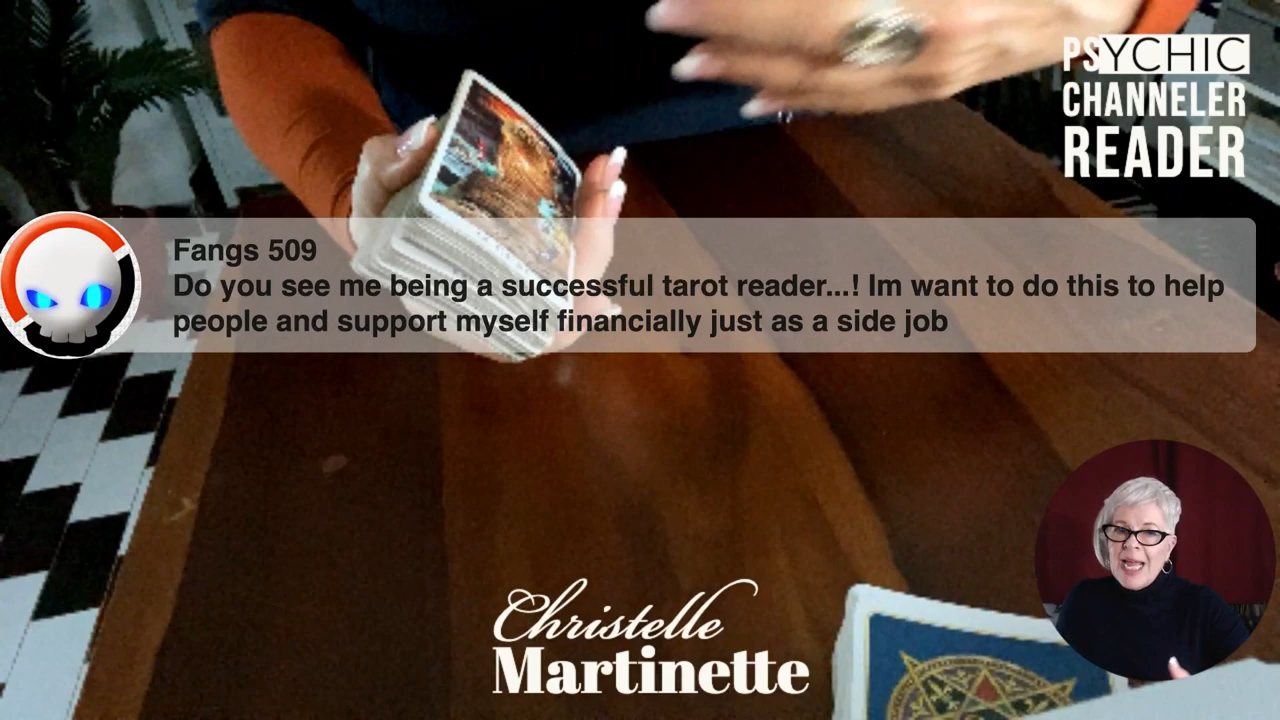 PSYCHIC
CHANNELER
READER
Fangs 509
Do you see me being a successful tarot reader...! Im want to do this to help
people and support myself financially just as a side job
Christelle
Martinette